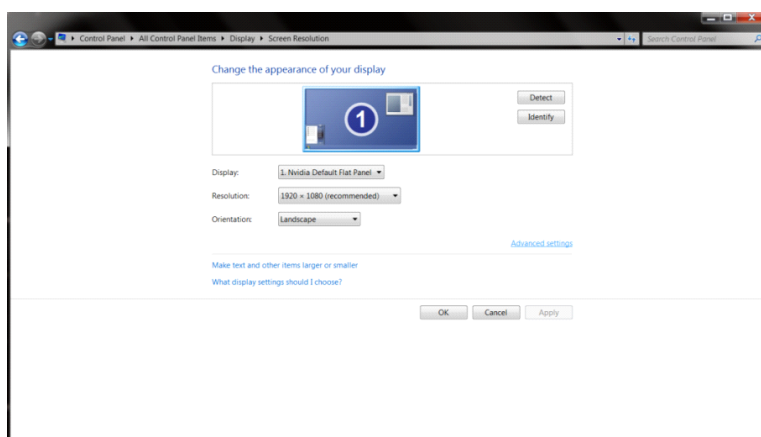 Control Panel ▸ All Control Panel Items ▸ Display ▸ Screen Resolution
Search Control Panel
Change the appearance of your display
1
Detect
Identify
Display: 1. Nvidia Default Flat Panel
Resolution: 1920 × 1080 (recommended)
Orientation: Landscape
Advanced settings
Make text and other items larger or smaller
What display settings should I choose?
OK Cancel Apply